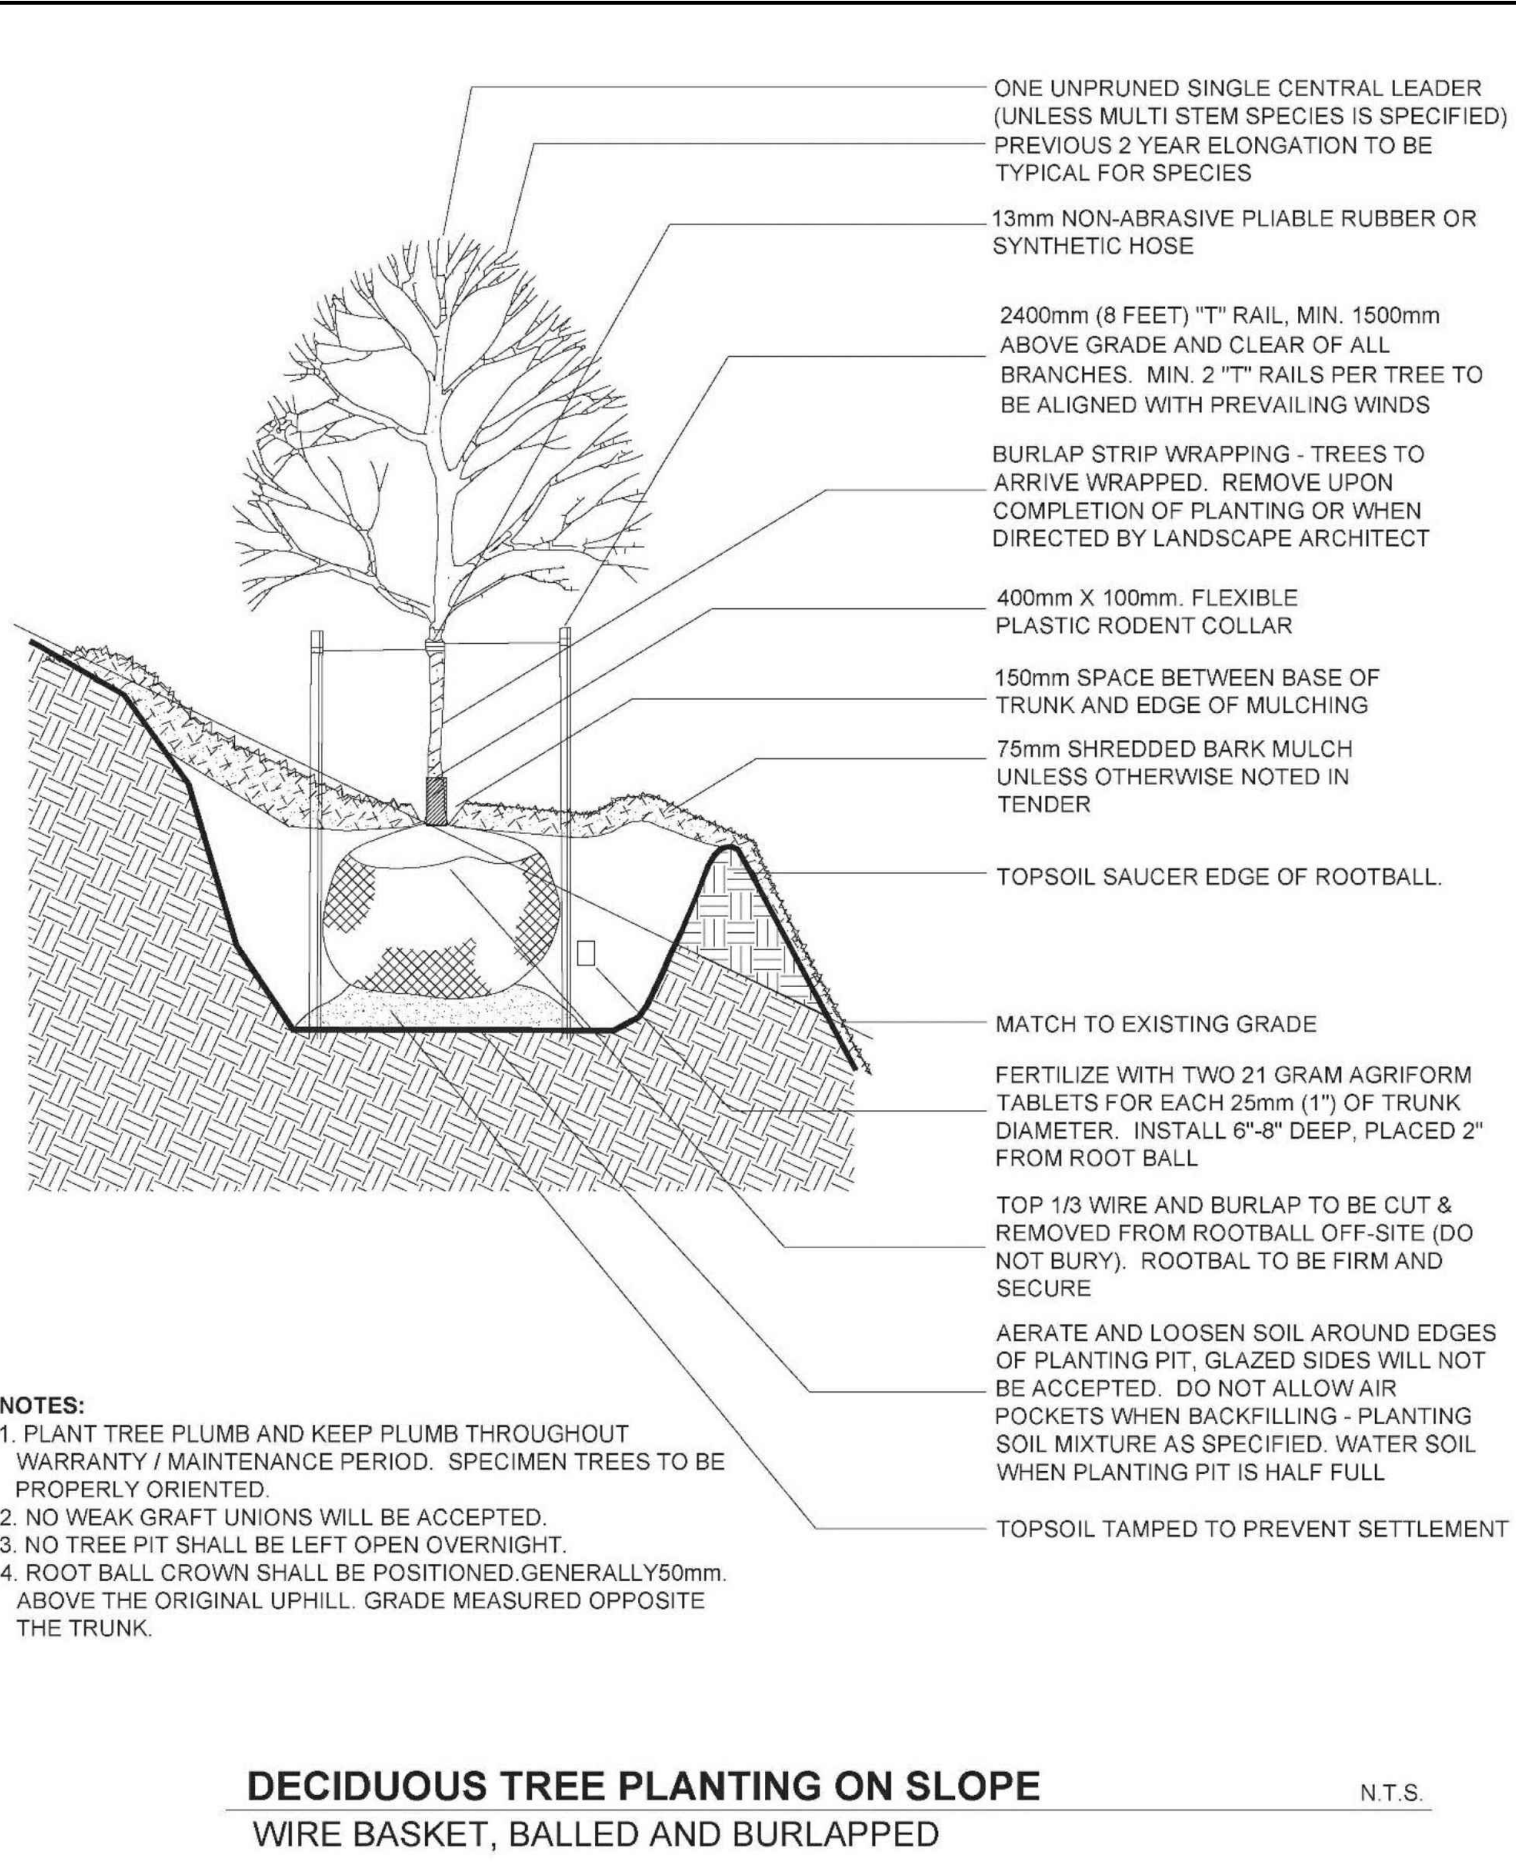 ONE UNPRUNED SINGLE CENTRAL LEADER
(UNLESS MULTI STEM SPECIES IS SPECIFIED)
PREVIOUS 2 YEAR ELONGATION TO BE
TYPICAL FOR SPECIES
13mm NON-ABRASIVE PLIABLE RUBBER OR
SYNTHETIC HOSE
2400mm (8 FEET) "T" RAIL, MIN. 1500mm
ABOVE GRADE AND CLEAR OF ALL
BRANCHES. MIN. 2 "T" RAILS PER TREE TO
BE ALIGNED WITH PREVAILING WINDS
BURLAP STRIP WRAPPING - TREES TO
ARRIVE WRAPPED. REMOVE UPON
COMPLETION OF PLANTING OR WHEN
DIRECTED BY LANDSCAPE ARCHITECT
400mm X 100mm. FLEXIBLE
PLASTIC RODENT COLLAR
150mm SPACE BETWEEN BASE OF
TRUNK AND EDGE OF MULCHING
75mm SHREDDED BARK MULCH
UNLESS OTHERWISE NOTED IN
TENDER
TOPSOIL SAUCER EDGE OF ROOTBALL.
MATCH TO EXISTING GRADE
FERTILIZE WITH TWO 21 GRAM AGRIFORM
TABLETS FOR EACH 25mm (1") OF TRUNK
DIAMETER. INSTALL 6"-8" DEEP, PLACED 2"
FROM ROOT BALL
TOP 1/3 WIRE AND BURLAP TO BE CUT &
REMOVED FROM ROOTBALL OFF-SITE (DO
NOT BURY). ROOTBAL TO BE FIRM AND
SECURE
AERATE AND LOOSEN SOIL AROUND EDGES
OF PLANTING PIT, GLAZED SIDES WILL NOT
BE ACCEPTED. DO NOT ALLOW AIR
POCKETS WHEN BACKFILLING - PLANTING
SOIL MIXTURE AS SPECIFIED. WATER SOIL
WHEN PLANTING PIT IS HALF FULL
TOPSOIL TAMPED TO PREVENT SETTLEMENT
NOTES:
1. PLANT TREE PLUMB AND KEEP PLUMB THROUGHOUT
WARRANTY / MAINTENANCE PERIOD. SPECIMEN TREES TO BE
PROPERLY ORIENTED.
2. NO WEAK GRAFT UNIONS WILL BE ACCEPTED.
3. NO TREE PIT SHALL BE LEFT OPEN OVERNIGHT.
4. ROOT BALL CROWN SHALL BE POSITIONED.GENERALLY50mm.
ABOVE THE ORIGINAL UPHILL. GRADE MEASURED OPPOSITE
THE TRUNK.
DECIDUOUS TREE PLANTING ON SLOPE
N.T.S.
WIRE BASKET, BALLED AND BURLAPPED